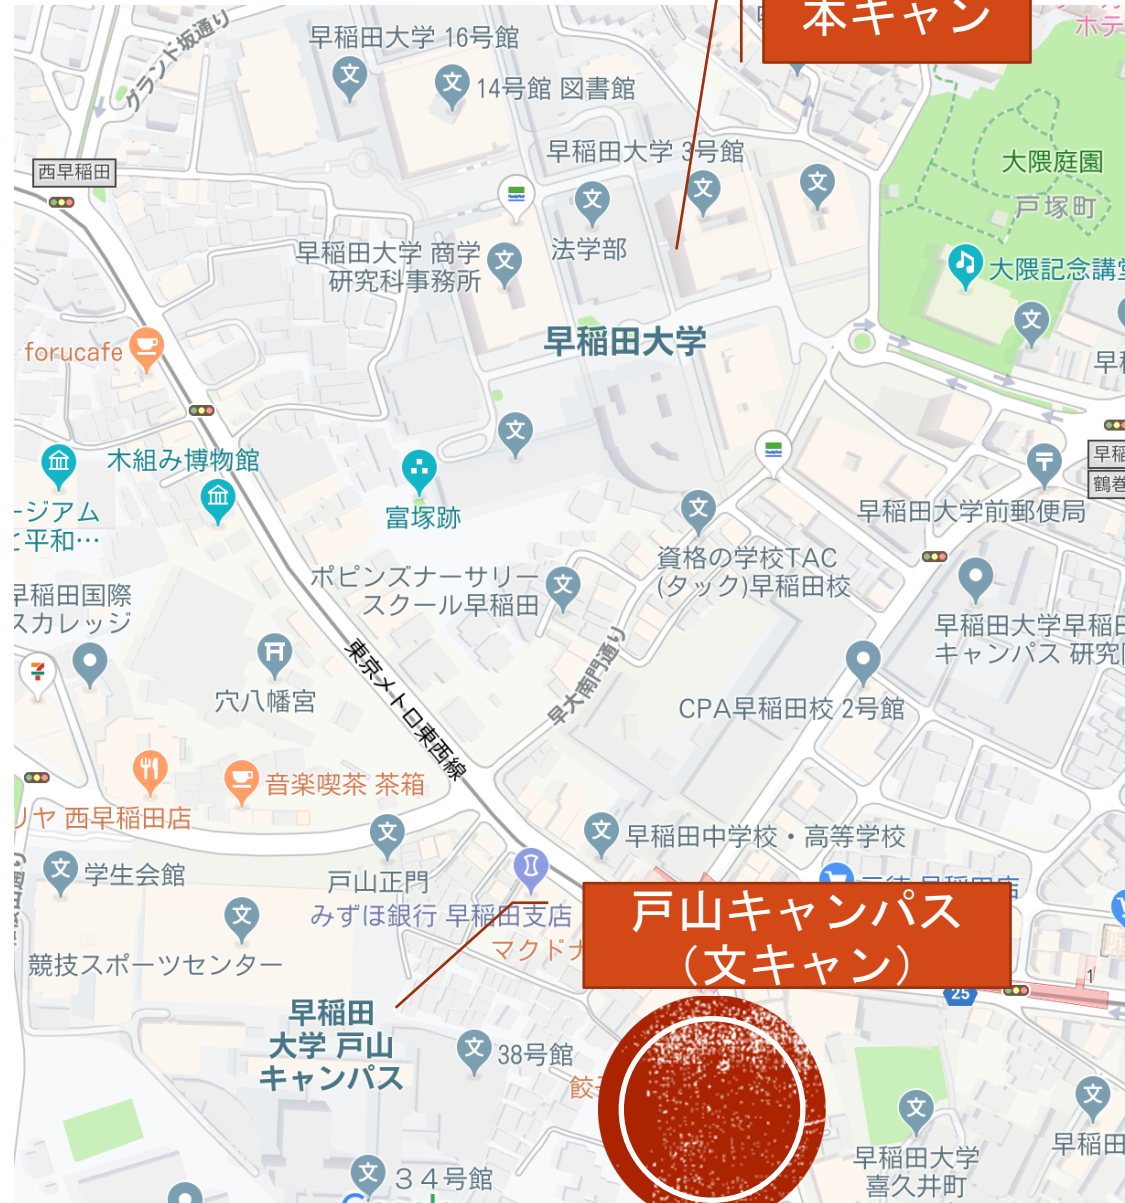 本キャン
ホテ
グランド坂通り
早稲田大学 16号館
14号館 図書館
早稲田大学 3号館
大隈庭園
西早稲田
戸塚町
早稲田大学 商学
研究科事務所
法学部
大隈記念講堂
早稲田大学
forucafe
早稲
木組み博物館
早稲
鶴巻
ージアム
と平和…
富塚跡
早稲田大学前郵便局
資格の学校TAC
(タック)早稲田校
ポピンズナーサリー
スクール早稲田
早稲田国際
スカレッジ
早稲田大学早稲田
キャンパス 研究開
東京メトロ東西線
早大南門通り
穴八幡宮
CPA早稲田校 2号館
音楽喫茶 茶箱
リヤ 西早稲田店
早稲田中学校・高等学校
学生会館
戸山正門
みずほ銀行 早稲田支店
マクドナ
戸山キャンパス
（文キャン）
競技スポーツセンター
25
1
早稲田
大学 戸山
キャンパス
38号館
餃子
早稲田大学
喜久井町
早稲田
３４号館